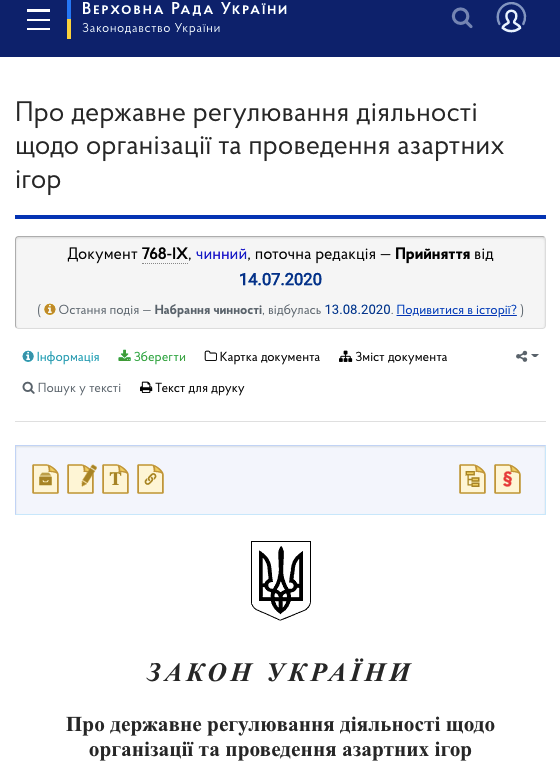 Верховна Рада України
Законодавство України
Про державне регулювання діяльності
щодо організації та проведення азартних
ігор
Документ 768-IX, чинний, поточна редакція — Прийняття від
14.07.2020
( Остання подія — Набрання чинності, відбулась 13.08.2020. Подивитися в історії? )
Інформація Зберегти Картка документа Зміст документа
Пошук у тексті Текст для друку
T §
ЗАКОН УКРАЇНИ
Про державне регулювання діяльності щодо
організації та проведення азартних ігор